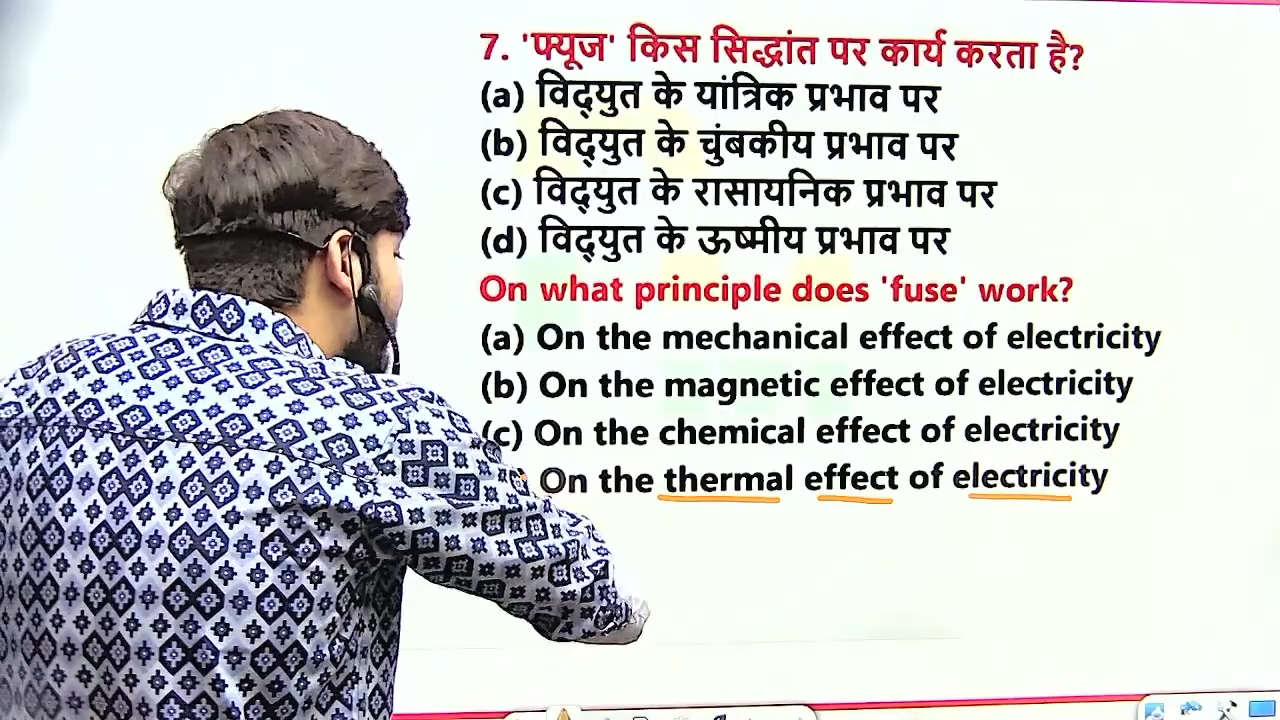 7. 'फ्यूज' किस सिद्धांत पर कार्य करता है?
(a) विद्युत के यांत्रिक प्रभाव पर
(b) विद्युत के चुंबकीय प्रभाव पर
(c) विद्युत के रासायनिक प्रभाव पर
(d) विद्युत के ऊष्मीय प्रभाव पर
On what principle does 'fuse' work?
(a) On the mechanical effect of electricity
(b) On the magnetic effect of electricity
(c) On the chemical effect of electricity
On the thermal effect of electricity